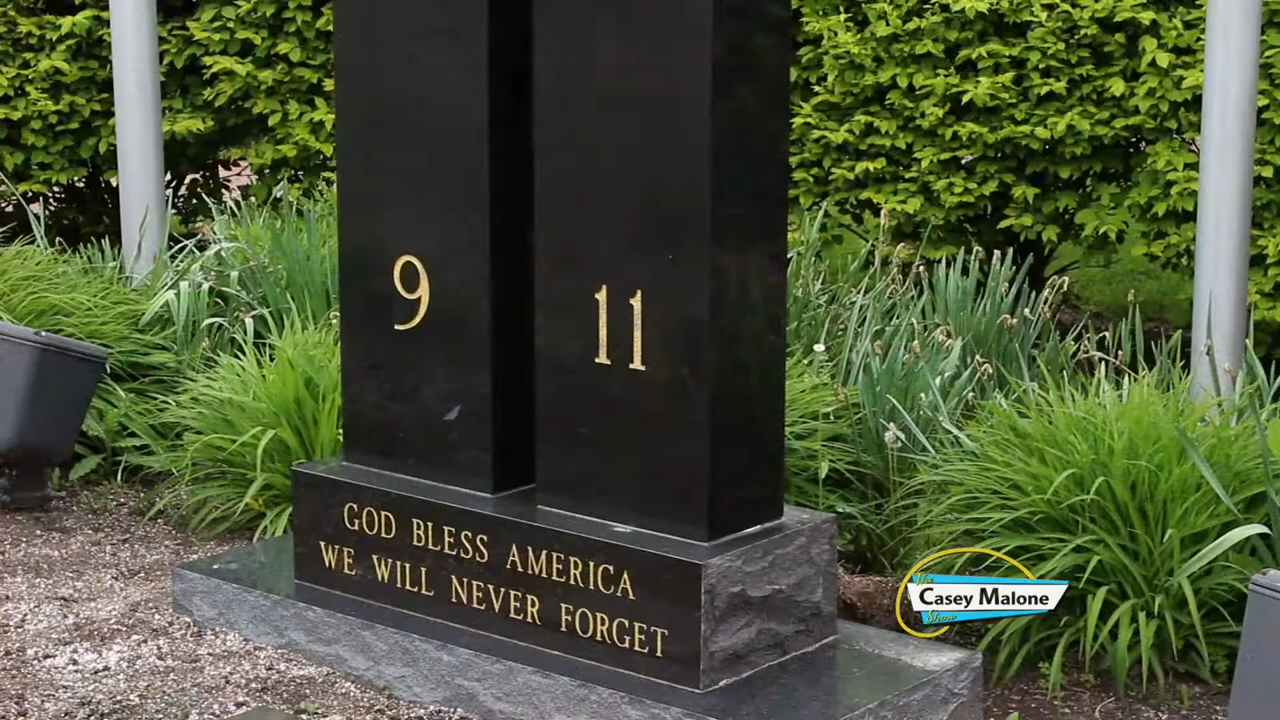 9
11
GOD BLESS AMERICA
WE WILL NEVER FORGET
The
Casey Malone
Show